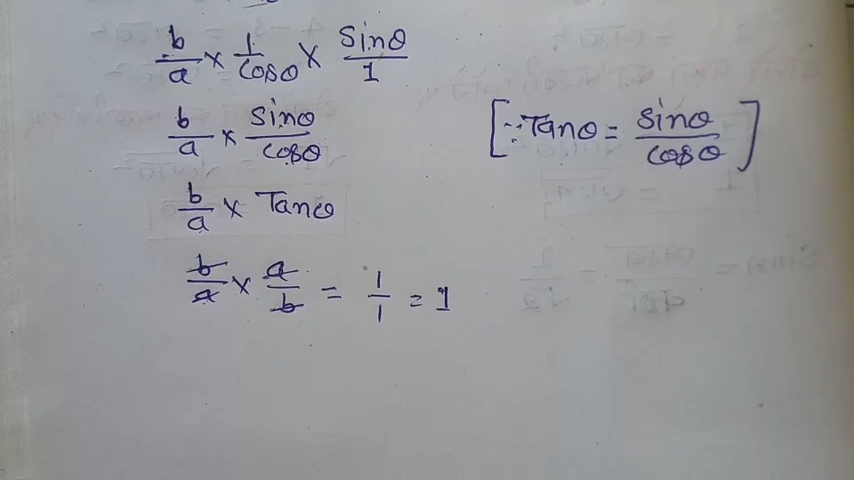 b/a × 1/cosθ × sinθ/1
b/a × sinθ/cosθ [∵ Tanθ = sinθ/cosθ]
b/a × Tanθ
b/a × a/b = 1/1 = 1